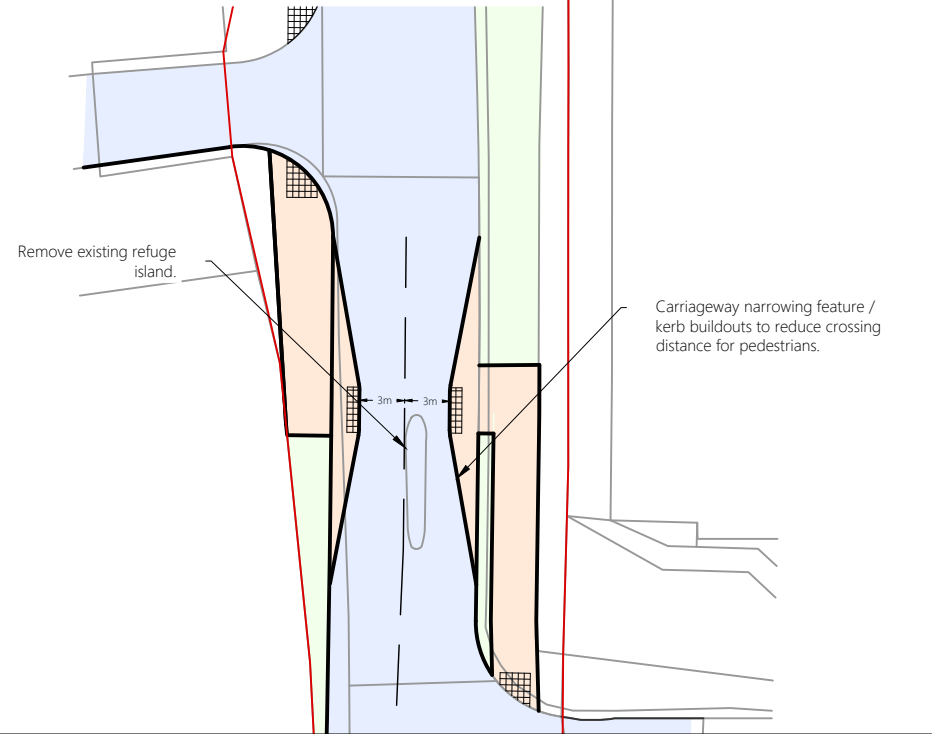 Remove existing refuge
island.
Carriageway narrowing feature /
kerb buildouts to reduce crossing
distance for pedestrians.
3m 3m